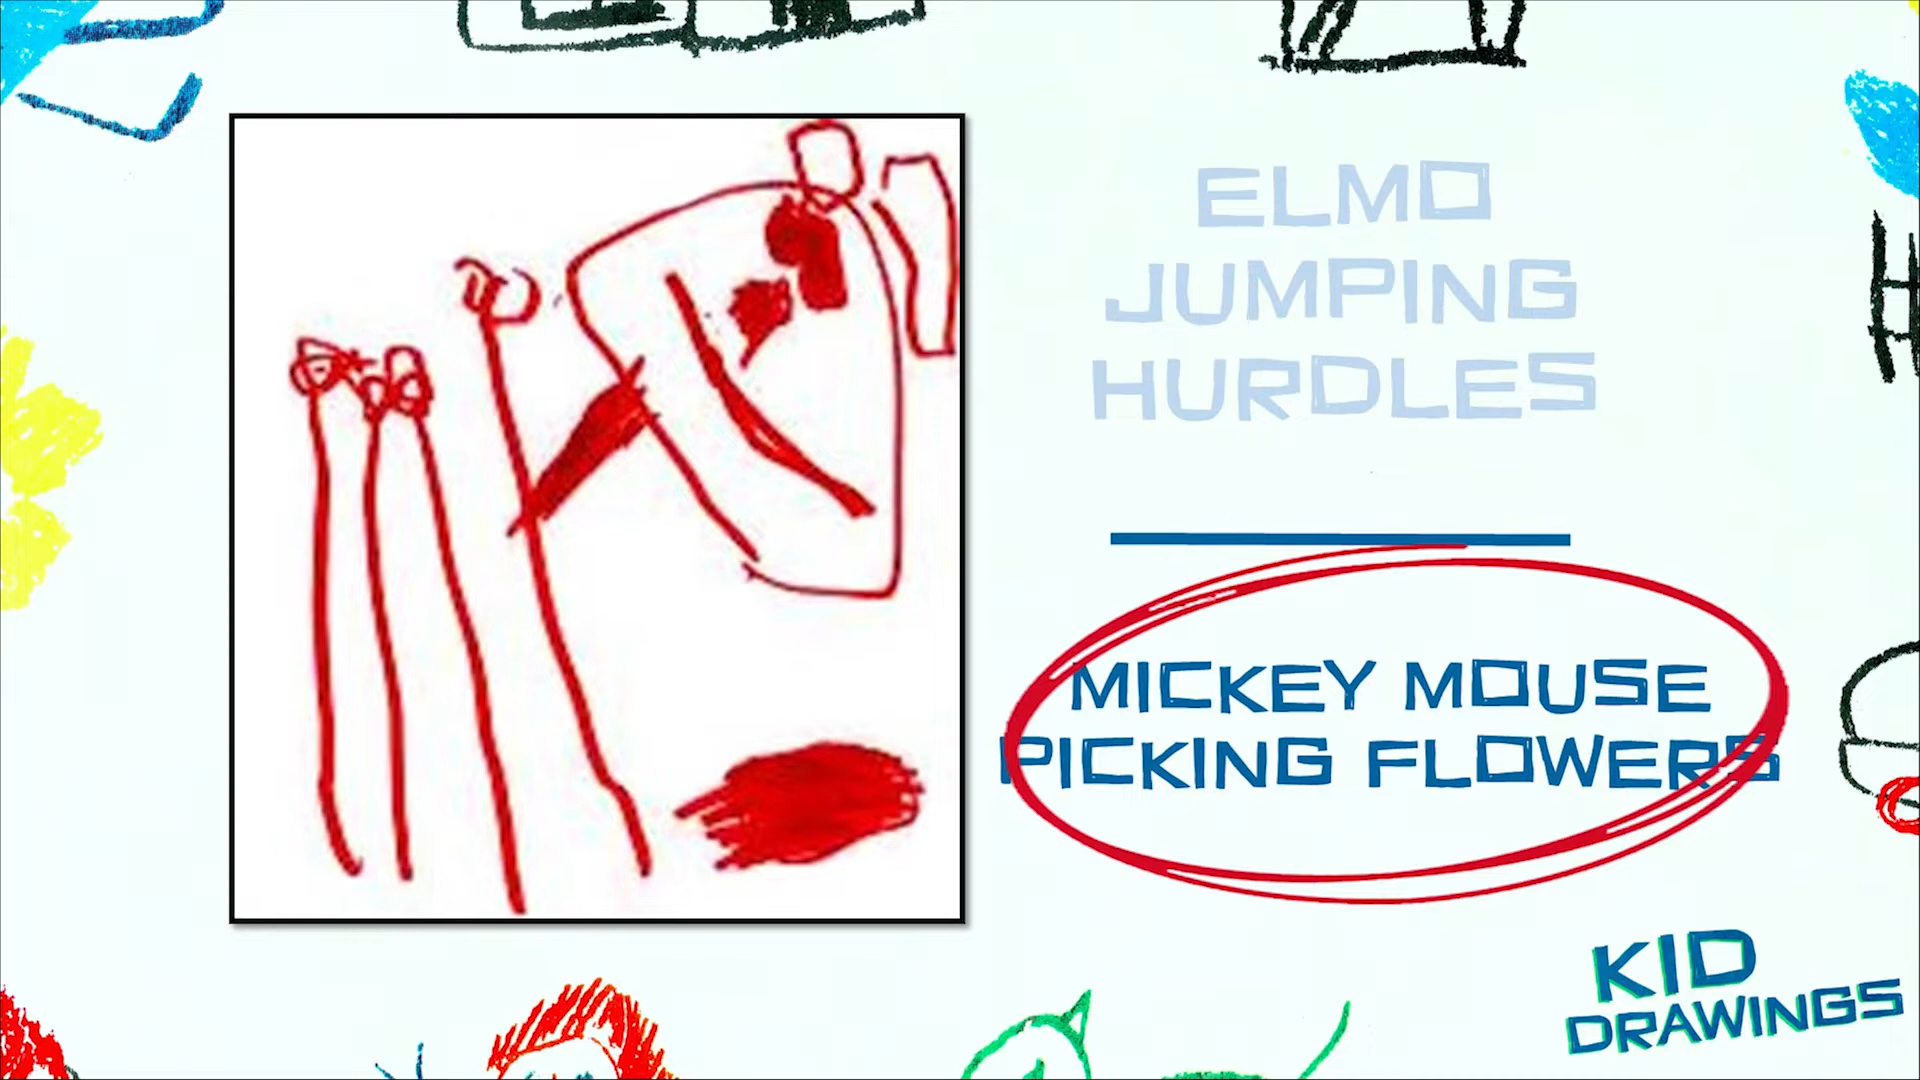 ELMO
JUMPING
HURDLES
MICKEY MOUSE
PICKING FLOWERS
KID
DRAWINGS